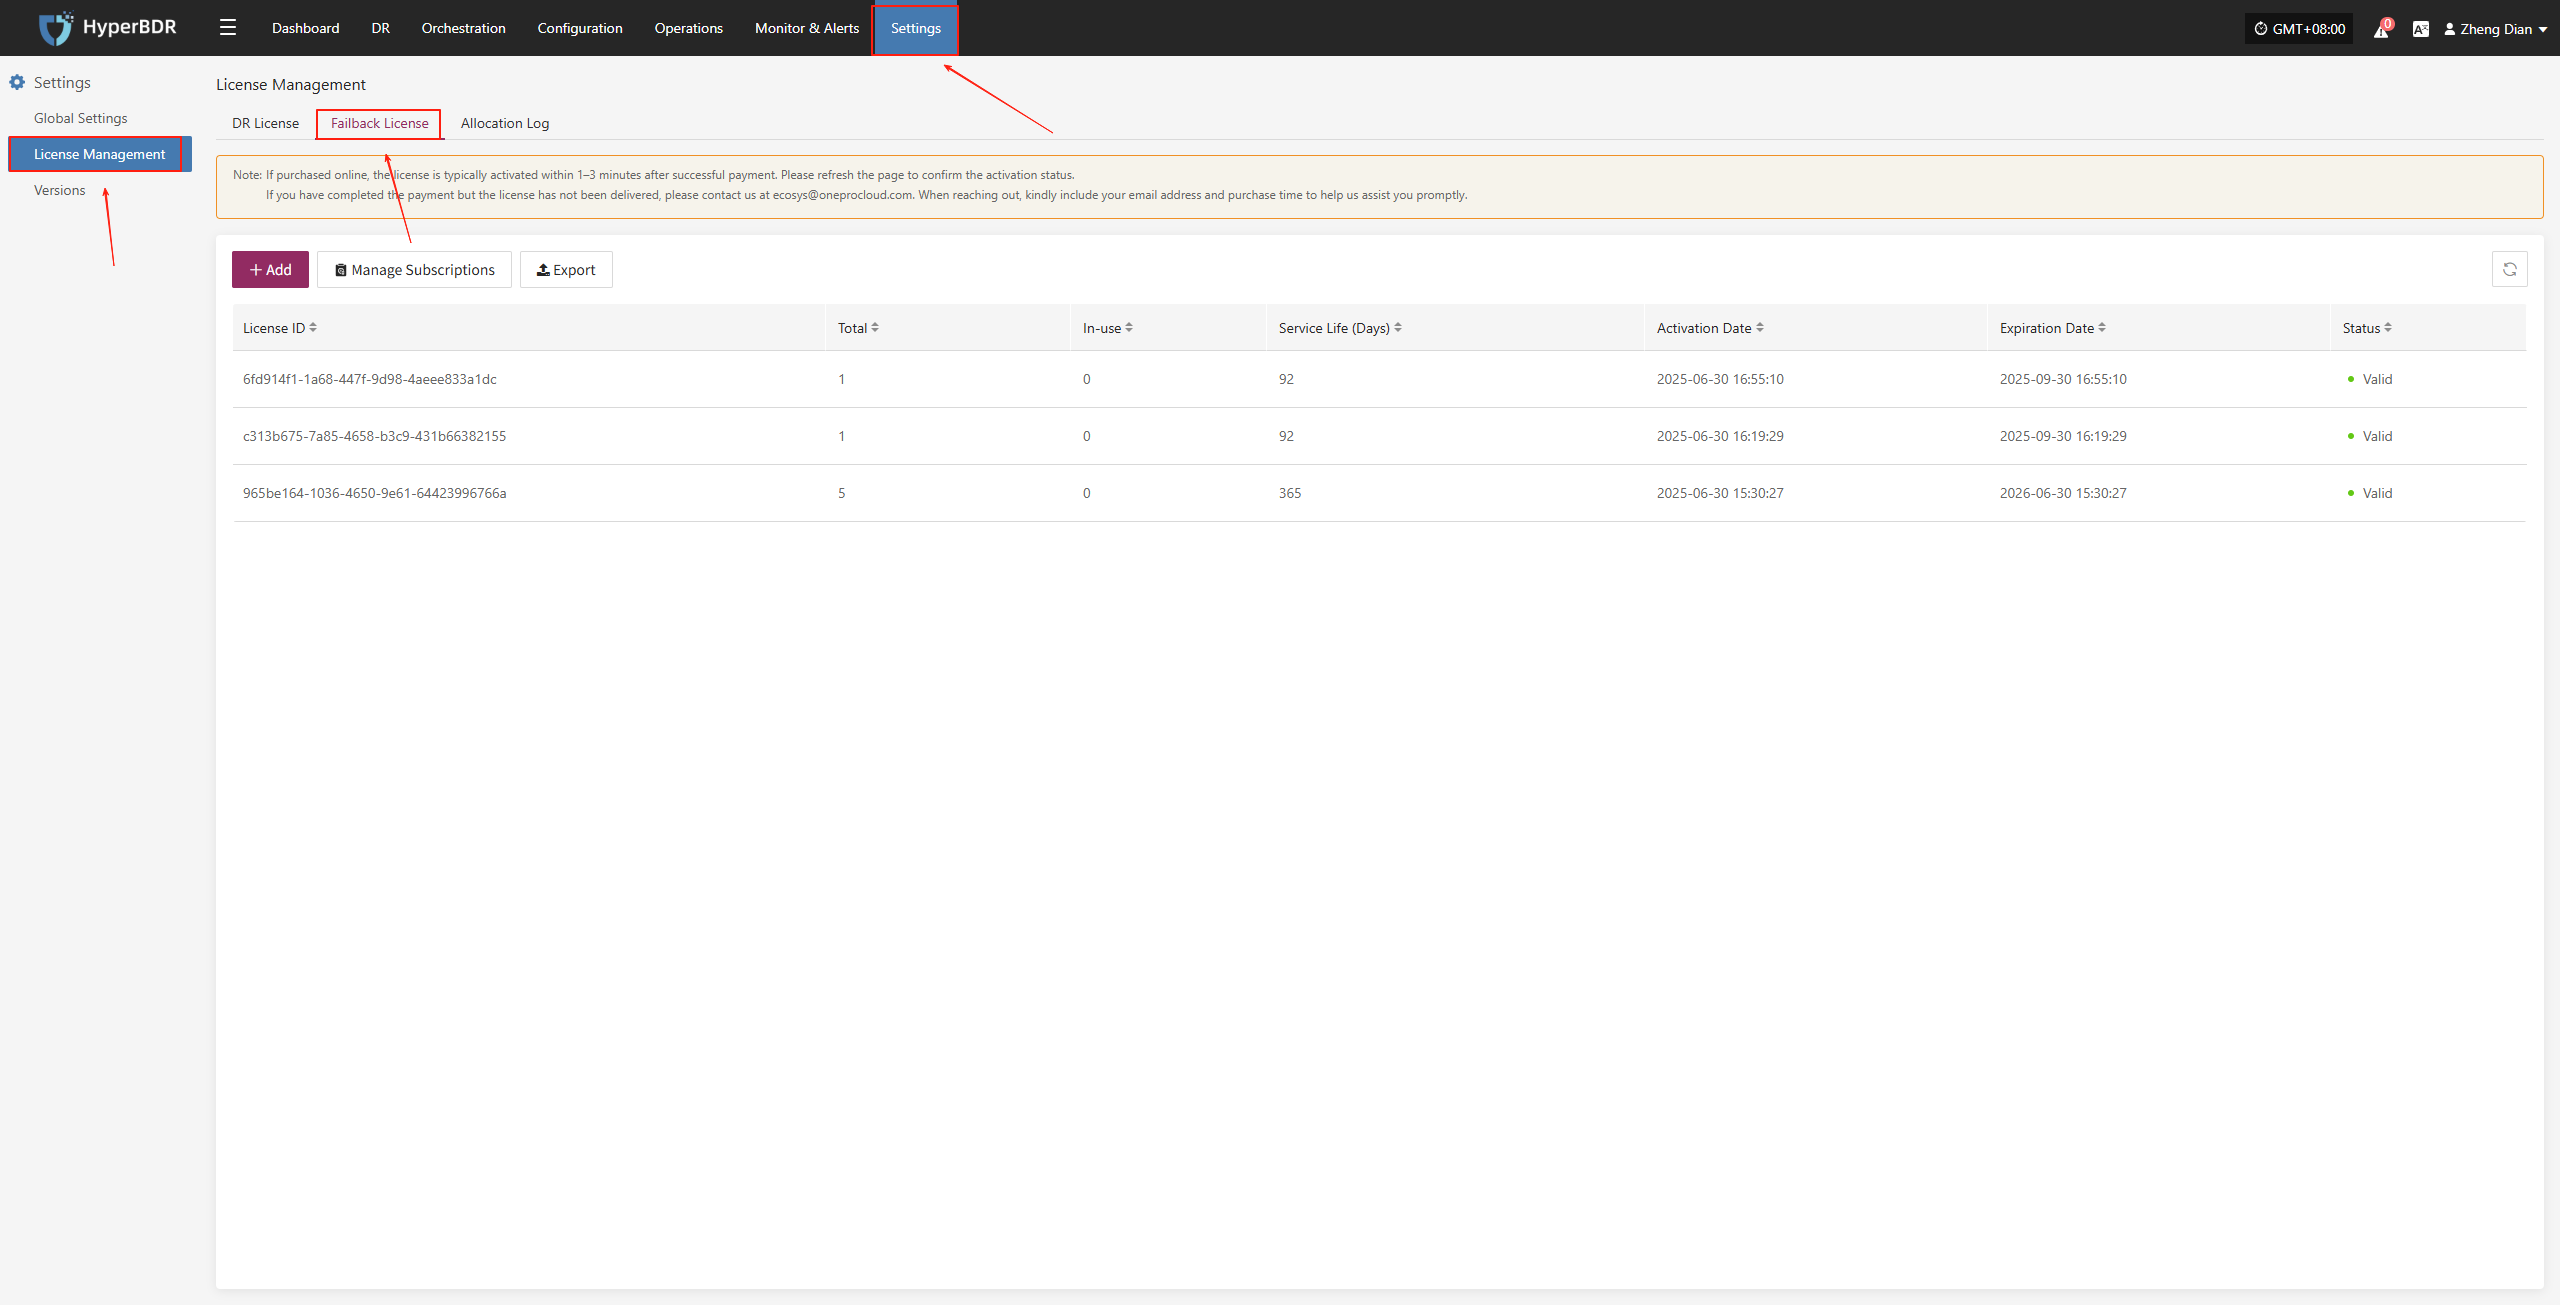 HyperBDR
Dashboard DR Orchestration Configuration Operations Monitor & Alerts Settings
GMT+08:00 0 Zheng Dian
Settings
Global Settings
License Management
Versions
License Management
DR License Failback License Allocation Log
Note: If purchased online, the license is typically activated within 1–3 minutes after successful payment. Please refresh the page to confirm the activation status.
If you have completed the payment but the license has not been delivered, please contact us at ecosys@oneprocloud.com. When reaching out, kindly include your email address and purchase time to help us assist you promptly.
+ Add Manage Subscriptions Export
License ID Total In-use Service Life (Days) Activation Date Expiration Date Status
6fd914f1-1a68-447f-9d98-4aeee833a1dc 1 0 92 2025-06-30 16:55:10 2025-09-30 16:55:10 Valid
c313b675-7a85-4658-b3c9-431b66382155 1 0 92 2025-06-30 16:19:29 2025-09-30 16:19:29 Valid
965be164-1036-4650-9e61-64423996766a 5 0 365 2025-06-30 15:30:27 2026-06-30 15:30:27 Valid